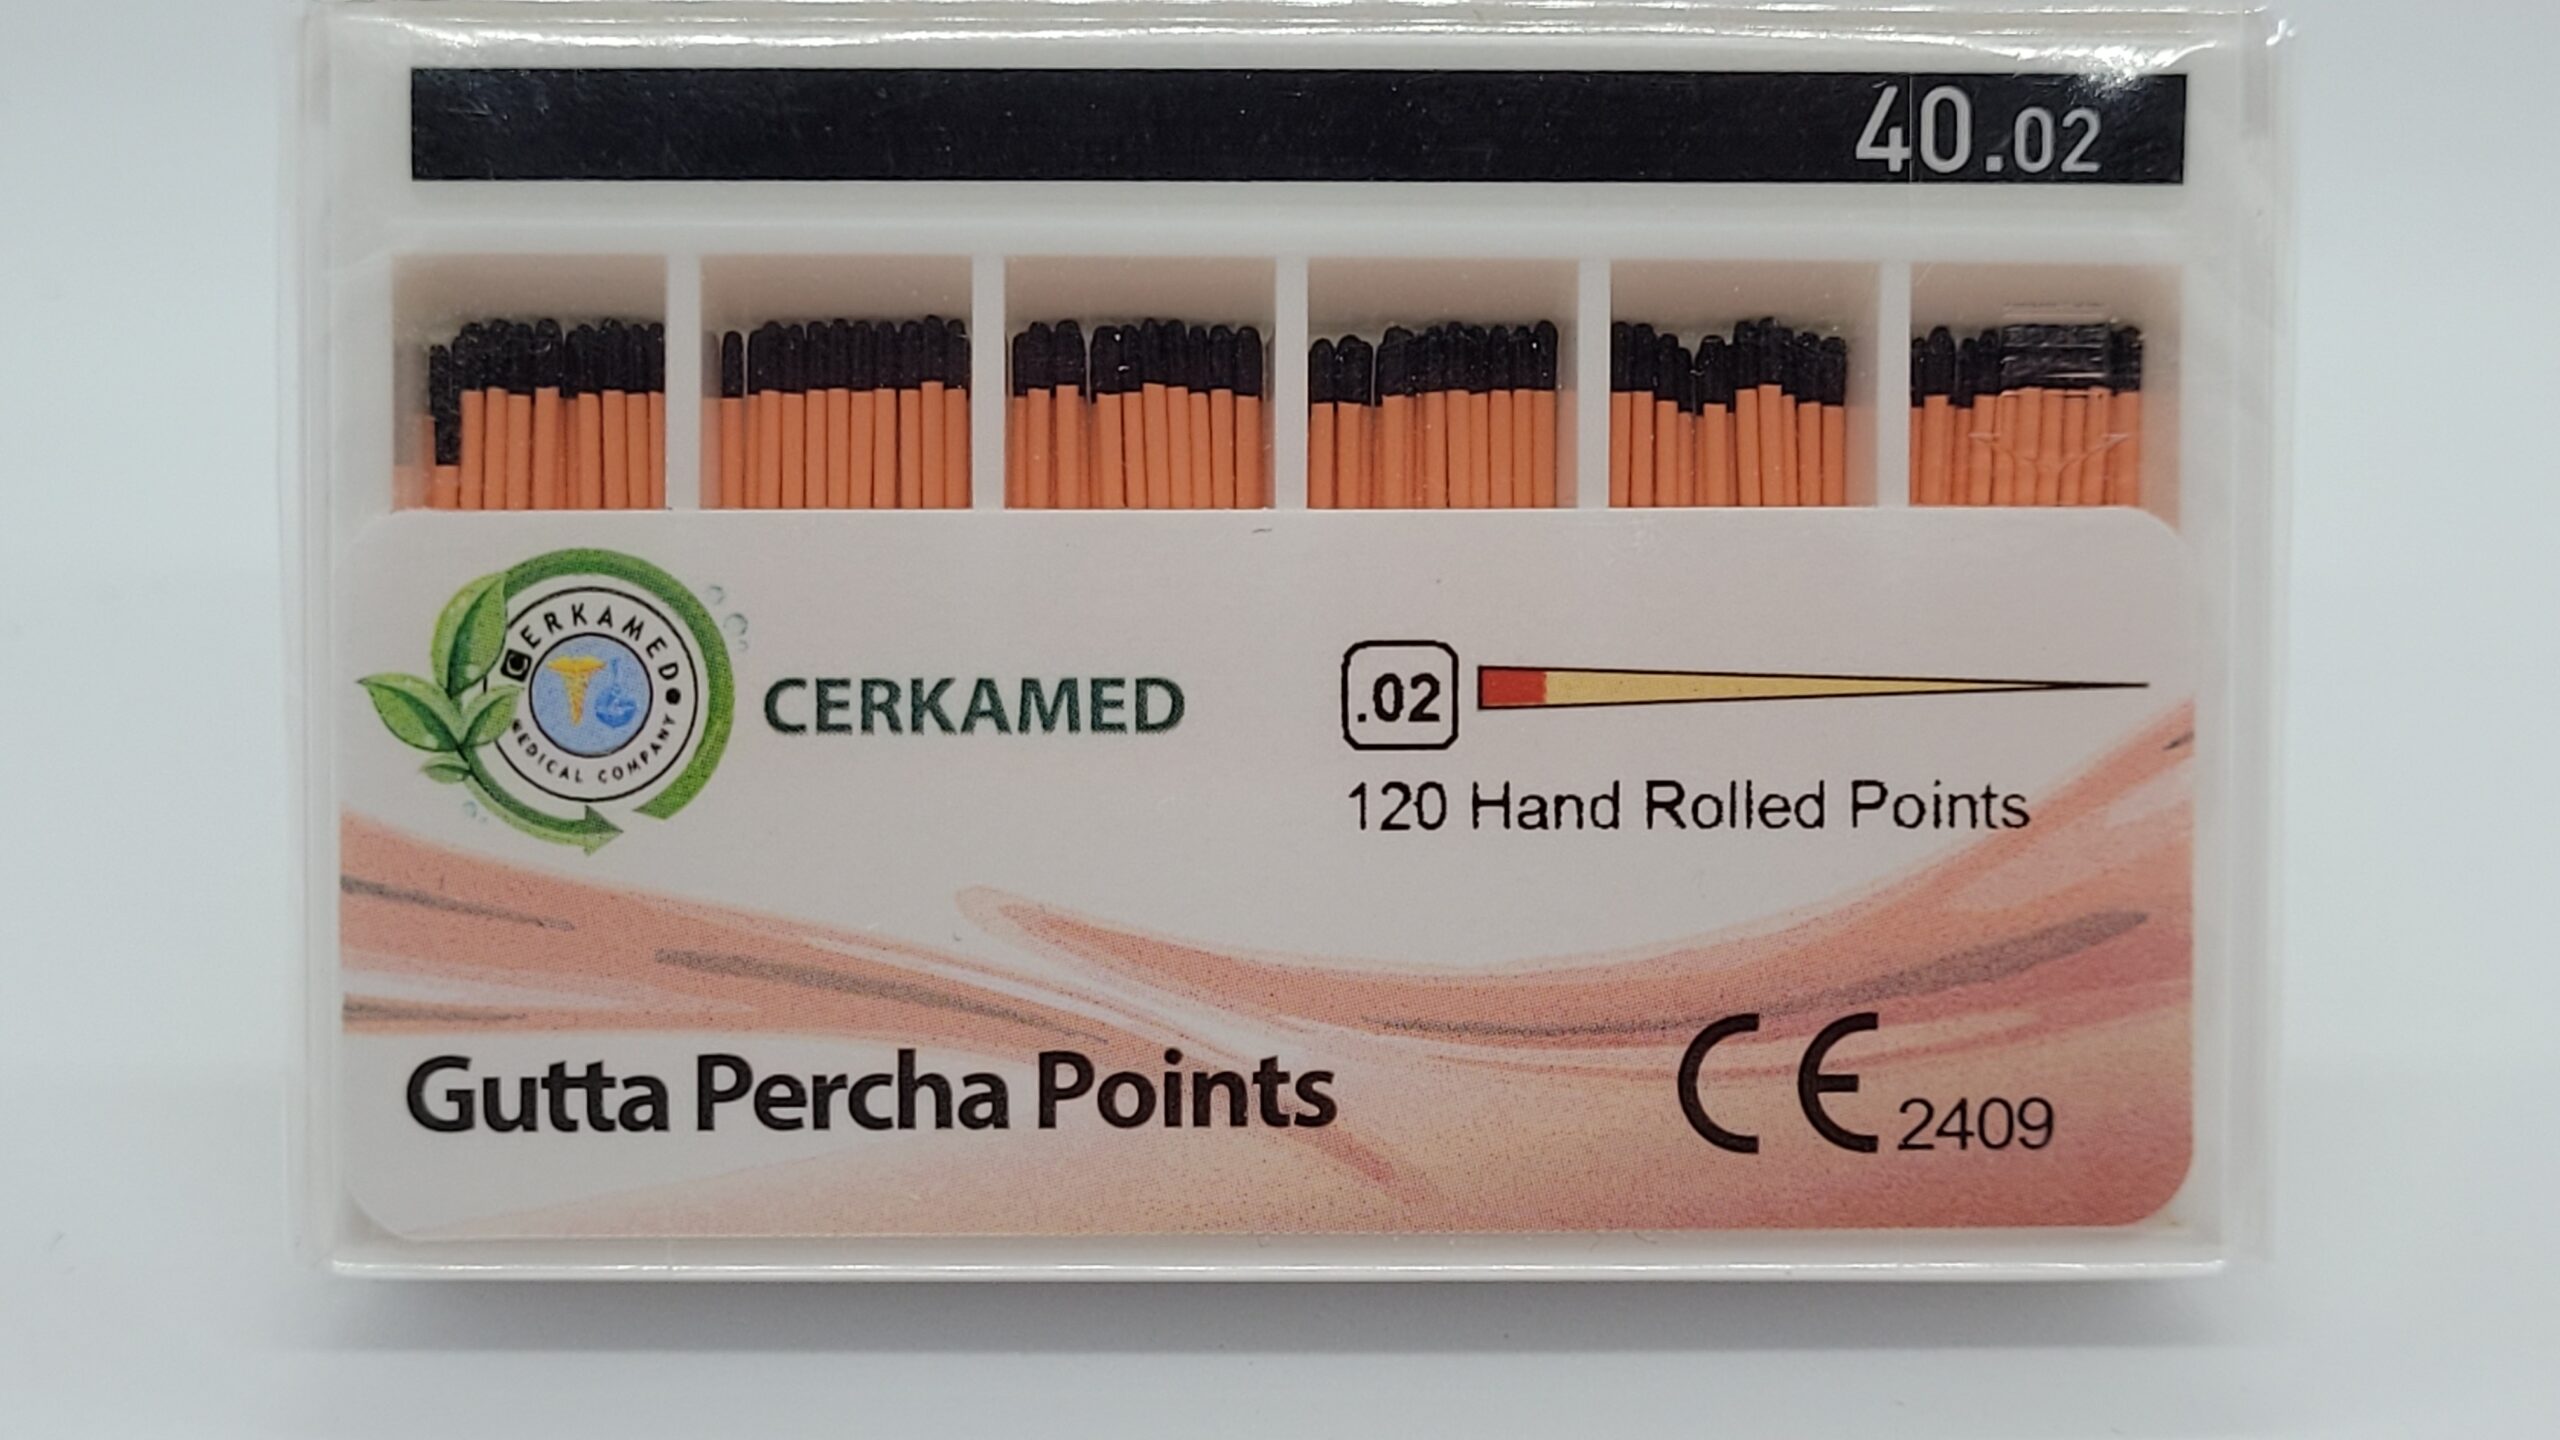 40.02
CERKAMED
MEDICAL COMPANY
CERKAMED
.02
120 Hand Rolled Points
Gutta Percha Points
CE 2409